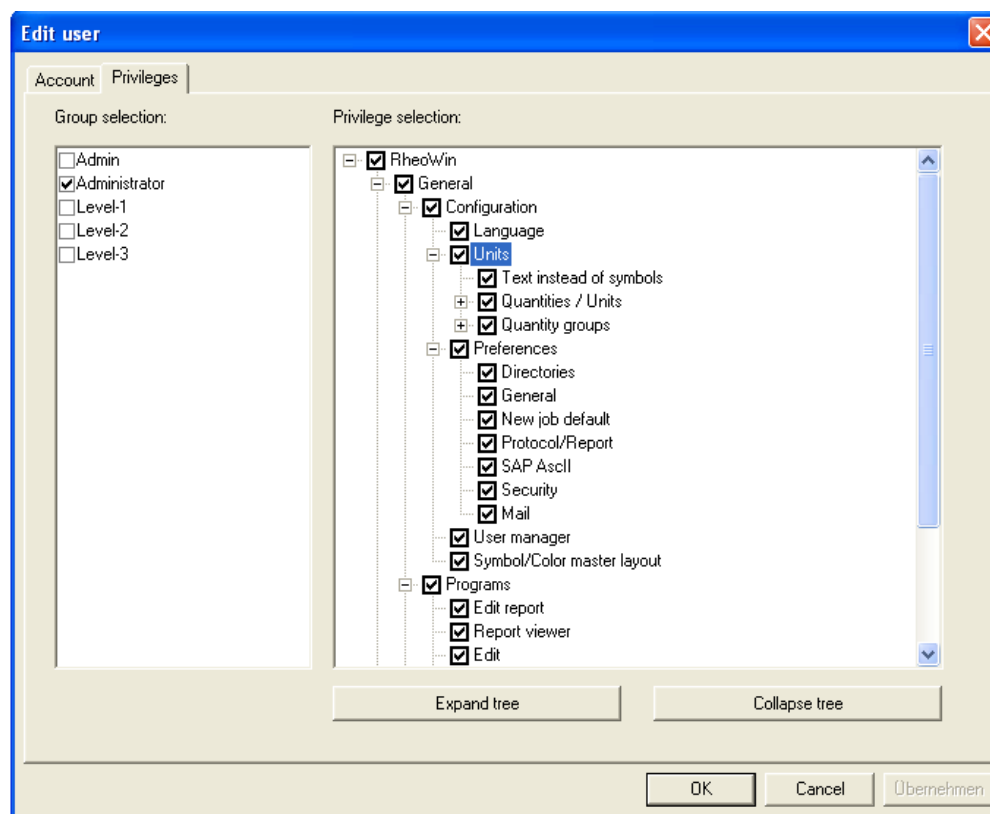 Edit user
Account Privileges
Group selection:
Admin
Administrator
Level-1
Level-2
Level-3
Privilege selection:
RheoWin
General
Configuration
Language
Units
Text instead of symbols
Quantities / Units
Quantity groups
Preferences
Directories
General
New job default
Protocol/Report
SAP AscII
Security
Mail
User manager
Symbol/Color master layout
Programs
Edit report
Report viewer
Edit
Expand tree Collapse tree
OK Cancel Übernehmen